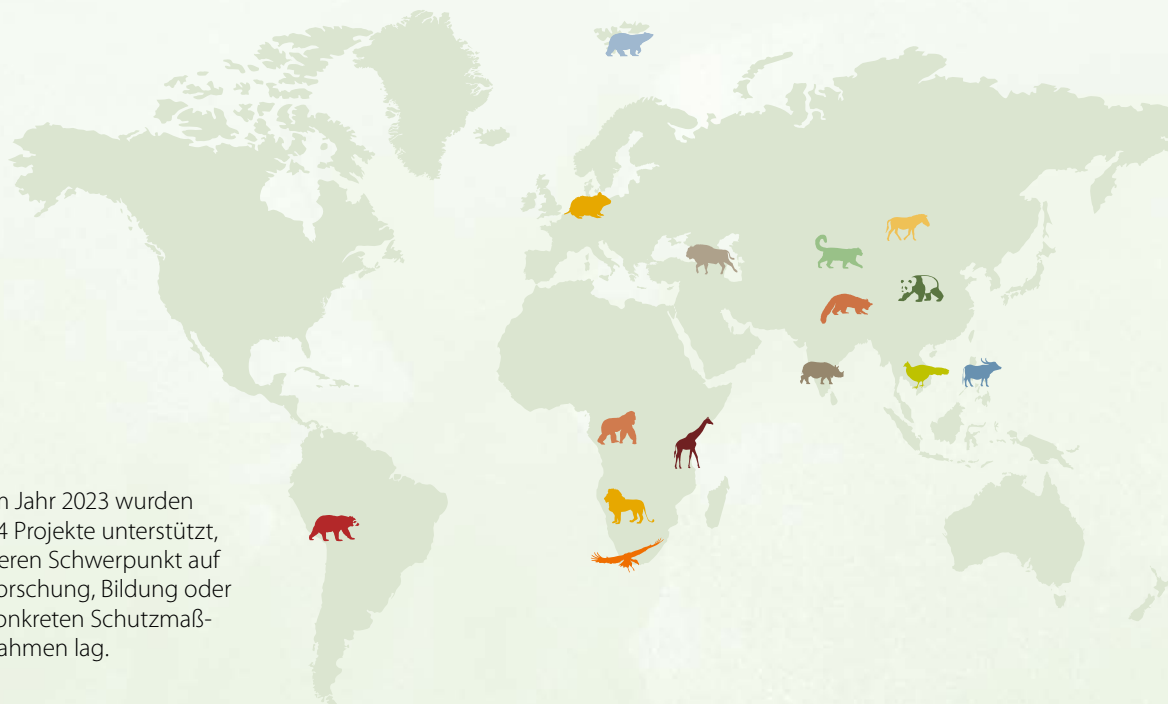 m Jahr 2023 wurden
4 Projekte unterstützt,
eren Schwerpunkt auf
orschung, Bildung oder
onkreten Schutzmaß-
ahmen lag.